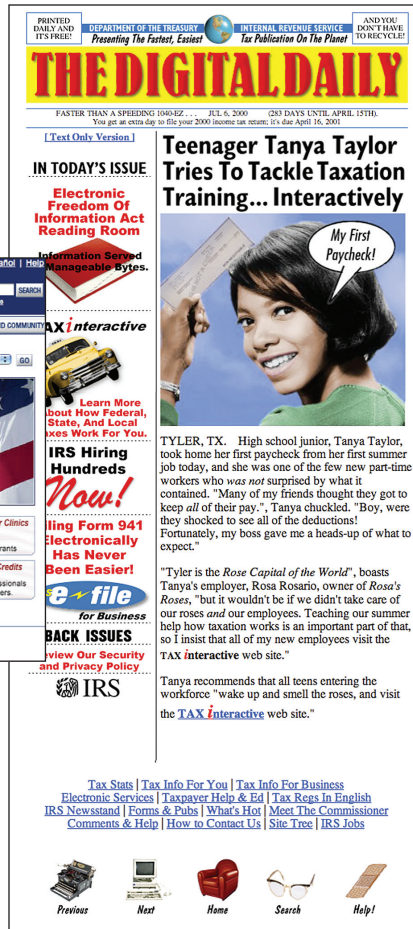 PRINTED
DAILY AND
IT'S FREE!
DEPARTMENT OF THE TREASURY
INTERNAL REVENUE SERVICE
Presenting The Fastest, Easiest
Tax Publication On The Planet
AND YOU
DON'T HAVE
TO RECYCLE!
THE DIGITAL DAILY
FASTER THAN A SPEEDING 1040-EZ . . . JUL 6, 2000 (283 DAYS UNTIL APRIL 15TH).
You get an extra day to file your 2000 income tax return; it's due April 16, 2001
[ Text Only Version ]
IN TODAY'S ISSUE
Electronic
Freedom Of
Information Act
Reading Room
Information Served
Manageable Bytes.
AX interactive
Learn More
bout How Federal,
State, And Local
xes Work For You.
IRS Hiring
Hundreds
Now!
ling Form 941
Electronically
Has Never
Been Easier!
e file
for Business
BACK ISSUES
eview Our Security
and Privacy Policy
IRS
Teenager Tanya Taylor
Tries To Tackle Taxation
Training... Interactively
My First
Paycheck!
TYLER, TX. High school junior, Tanya Taylor,
took home her first paycheck from her first summer
job today, and she was one of the few new part-time
workers who was not surprised by what it
contained. "Many of my friends thought they got to
keep all of their pay.", Tanya chuckled. "Boy, were
they shocked to see all of the deductions!
Fortunately, my boss gave me a heads-up of what to
expect."
"Tyler is the Rose Capital of the World", boasts
Tanya's employer, Rosa Rosario, owner of Rosa's
Roses, "but it wouldn't be if we didn't take care of
our roses and our employees. Teaching our summer
help how taxation works is an important part of that,
so I insist that all of my new employees visit the
TAX interactive web site."
Tanya recommends that all teens entering the
workforce "wake up and smell the roses, and visit
the TAX interactive web site."
Tax Stats | Tax Info For You | Tax Info For Business
Electronic Services | Taxpayer Help & Ed | Tax Regs In English
IRS Newsstand | Forms & Pubs | What's Hot | Meet The Commissioner
Comments & Help | How to Contact Us | Site Tree | IRS Jobs
Previous
Next
Home
Search
Help!
añol | Help
SEARCH
D COMMUNITY
GO
r Clinics
rants
Credits
ssionals
ers.